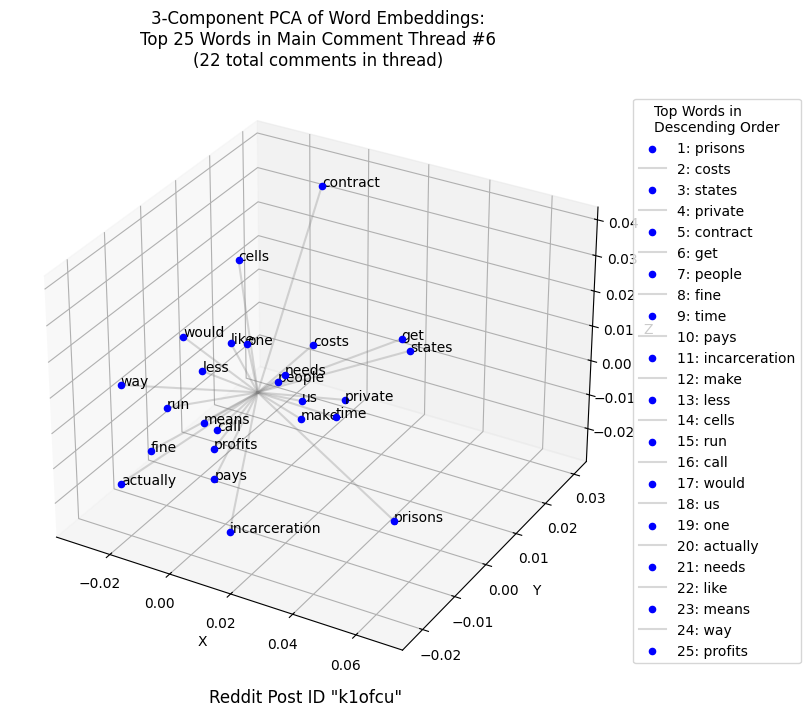 3-Component PCA of Word Embeddings:
Top 25 Words in Main Comment Thread #6
(22 total comments in thread)
Top Words in
Descending Order
1: prisons
2: costs
3: states
4: private
5: contract
6: get
7: people
8: fine
9: time
10: pays
11: incarceration
12: make
13: less
14: cells
15: run
16: call
17: would
18: us
19: one
20: actually
21: needs
22: like
23: means
24: way
25: profits
contract
cells
would
like
one
costs
get
states
less
needs
people
way
us
private
run
make
time
means
call
profits
fine
pays
actually
incarceration
prisons
0.04
0.03
0.02
0.01
Z
0.00
−0.01
−0.02
0.03
0.02
0.01
0.00
Y
−0.01
−0.02
−0.02
0.00
0.02
X
0.04
0.06
Reddit Post ID "k1ofcu"